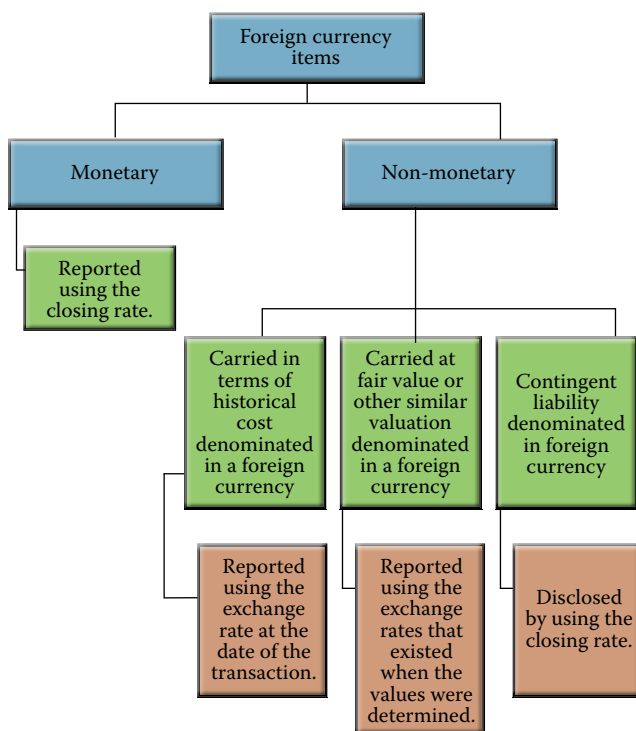 Foreign currency
items
Monetary
Non-monetary
Reported
using the
closing rate.
Carried in
terms of
historical
cost
denominated
in a foreign
currency
Carried at
fair value or
other similar
valuation
denominated
in a foreign
currency
Contingent
liability
denominated
in foreign
currency
Reported
using the
exchange
rate at the
date of the
transaction.
Reported
using the
exchange
rates that
existed
when the
values were
determined.
Disclosed
by using the
closing rate.